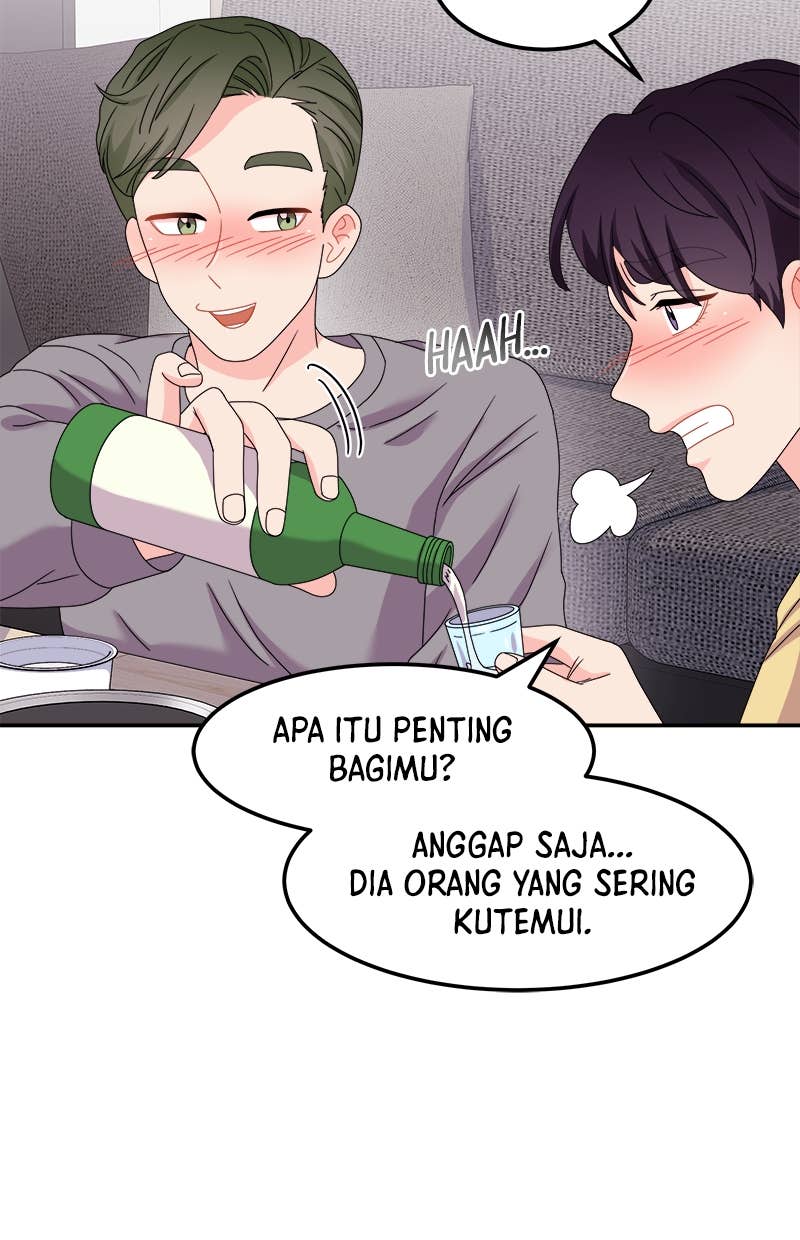 HAAH...
APA ITU PENTING
BAGIMU?
ANGGAP SAJA...
DIA ORANG YANG SERING
KUTEMUI.